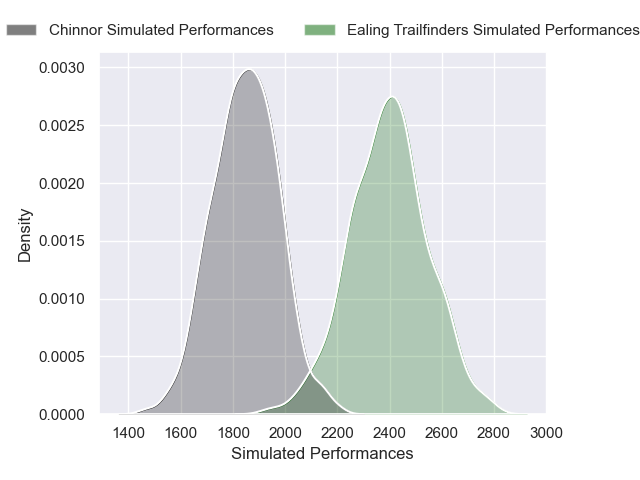 Chinnor Simulated Performances
Ealing Trailfinders Simulated Performances
0.0030
0.0025
0.0020
0.0015
0.0010
0.0005
0.0000
Density
1400 1600 1800 2000 2200 2400 2600 2800 3000
Simulated Performances